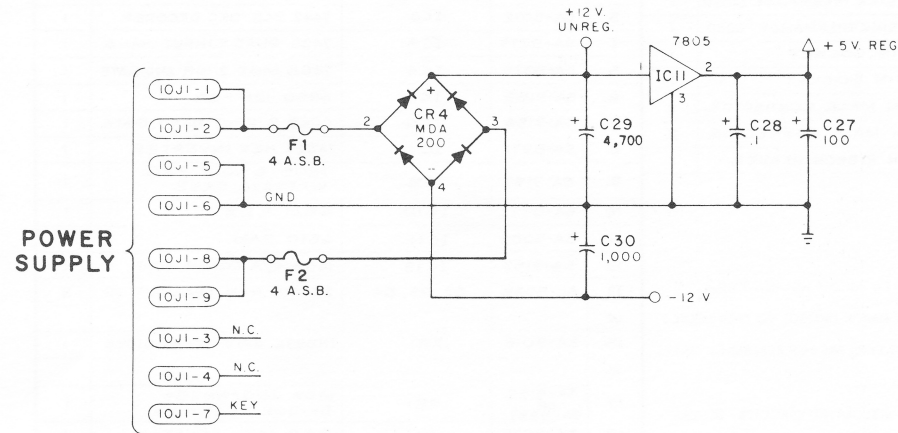 +12 V.
UNREG.
7805
+5V. REG
1
IC11
2
3
10J1-1
10J1-2
F1
4 A.S.B.
2
+
CR4
MDA
200
3
--
4
+
C29
4,700
+
C28
.1
+
C27
100
10J1-5
10J1-6
GND
POWER
SUPPLY
10J1-8
F2
4 A.S.B.
10J1-9
+
C30
1,000
-12 V
10J1-3
N.C.
10J1-4
N.C.
10J1-7
KEY